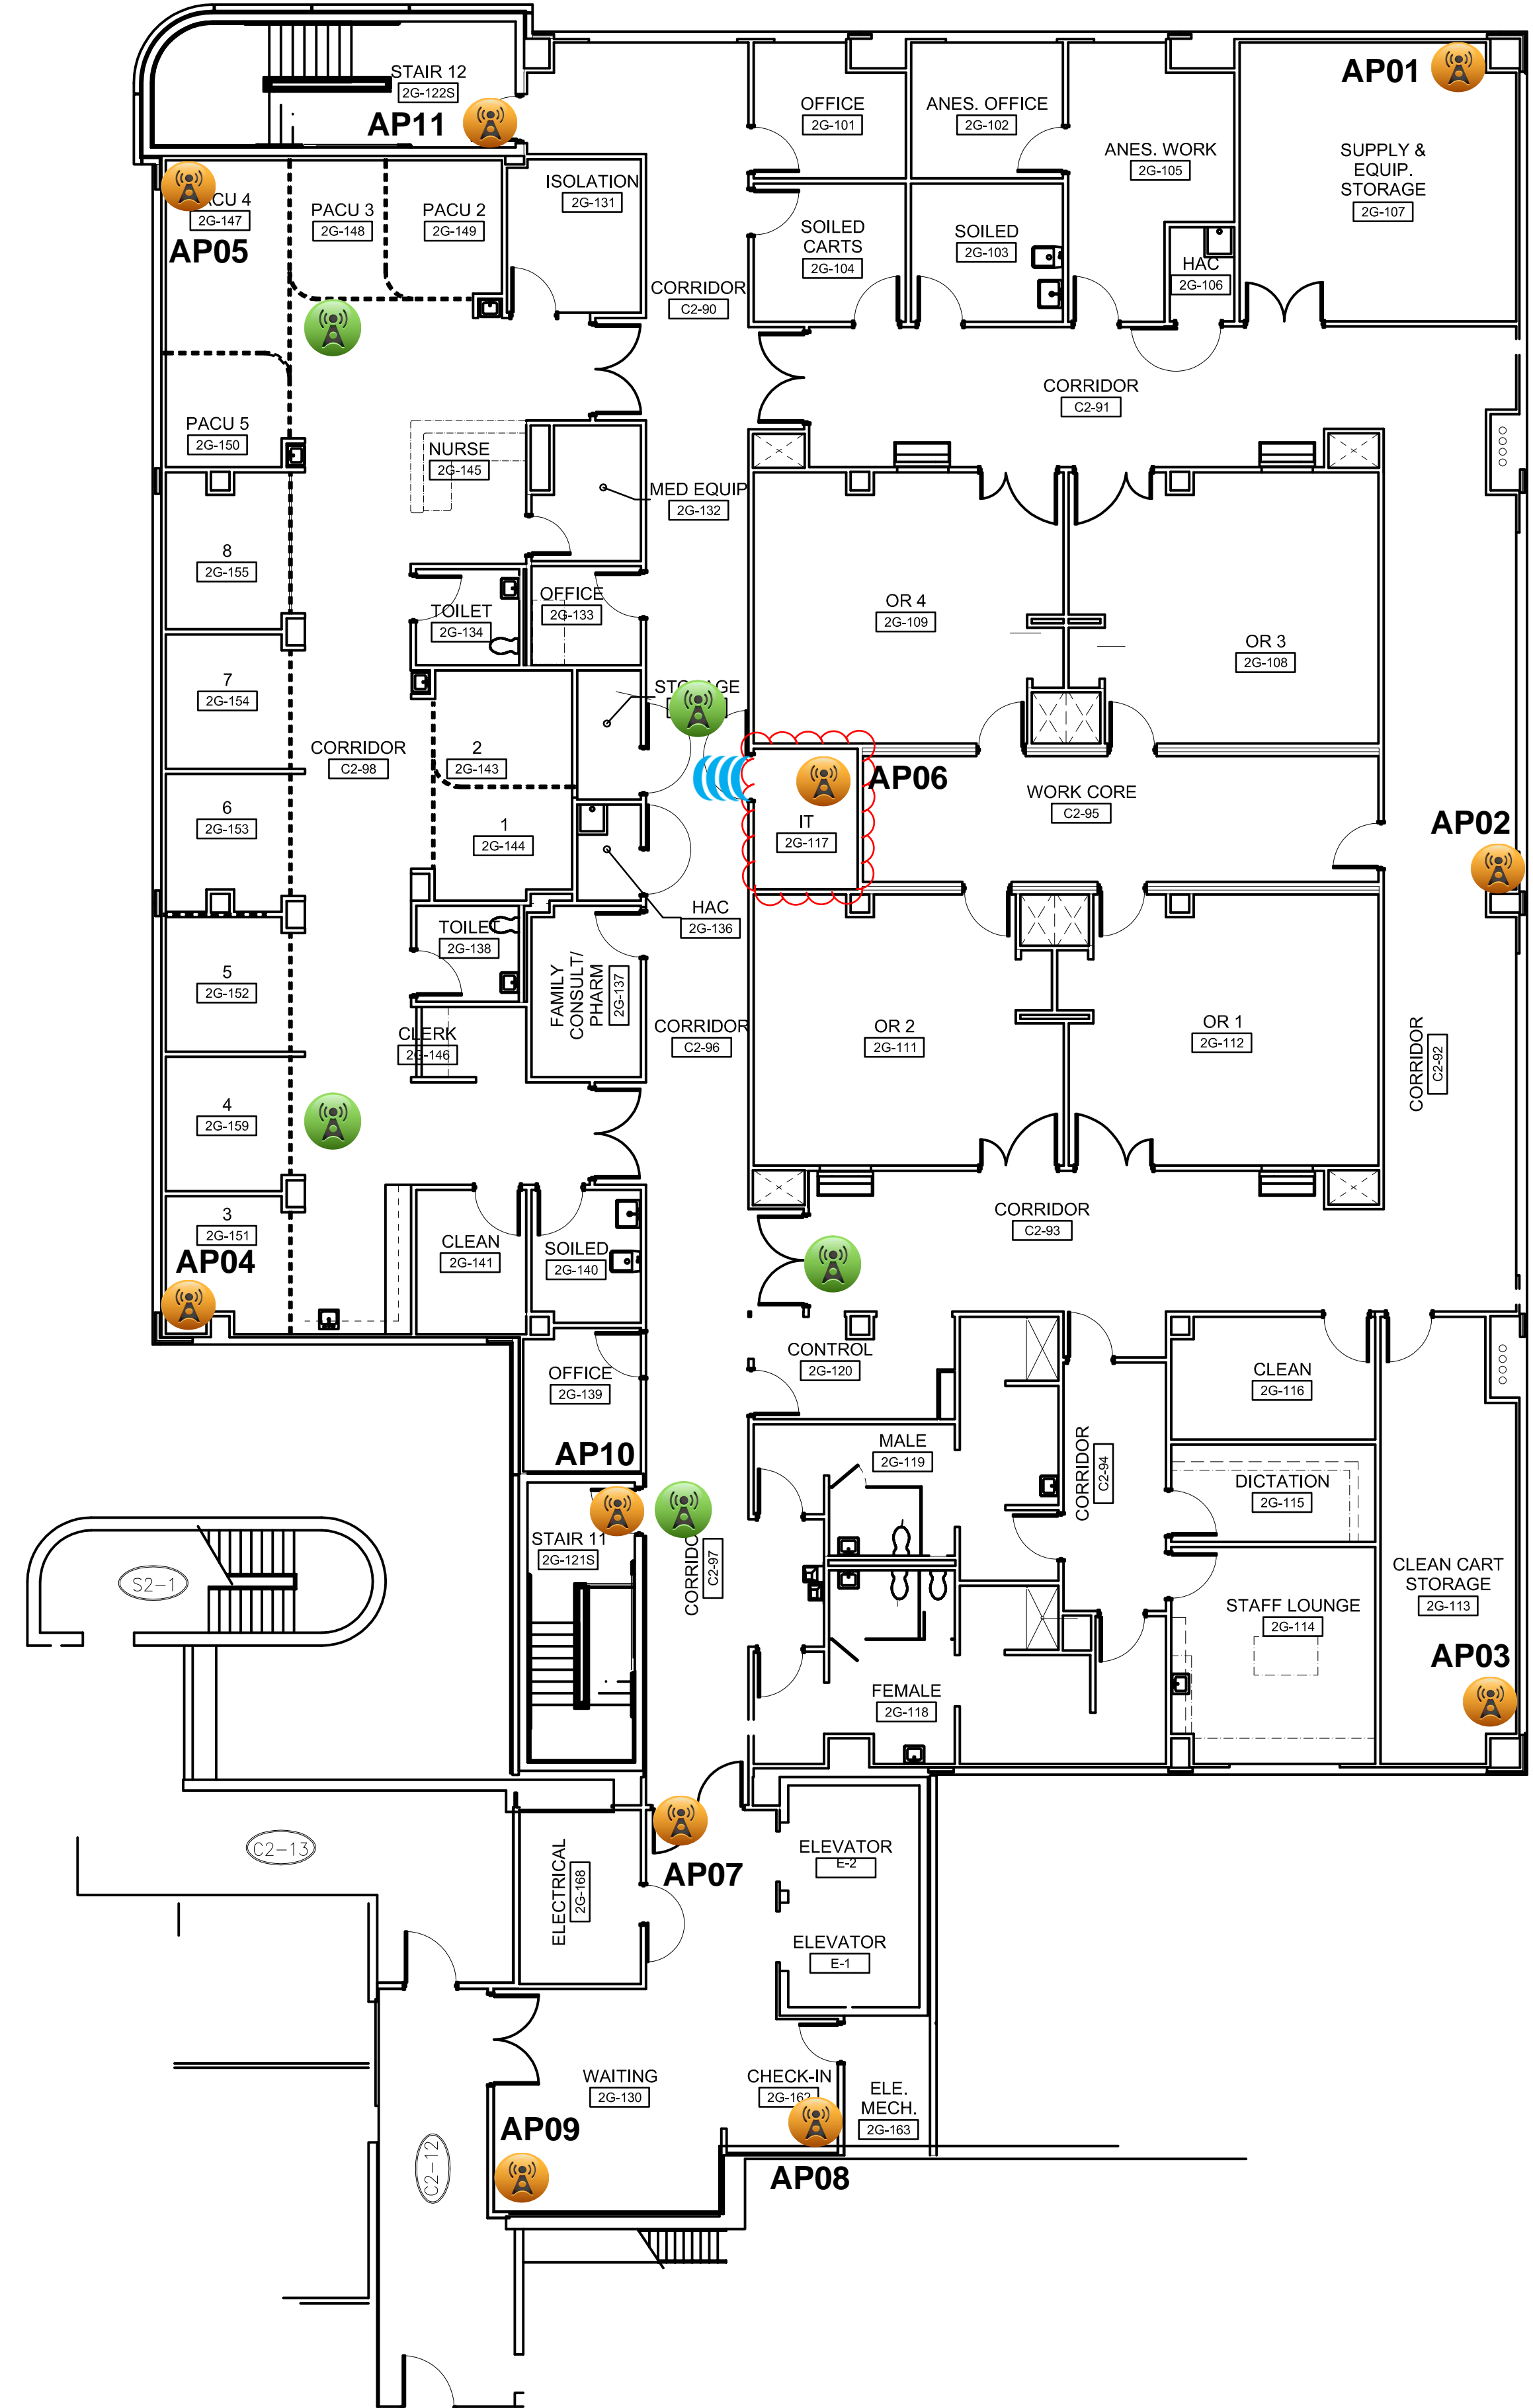 STAIR 12
2G-122S
AP11
AP01
OFFICE
2G-101
ANES. OFFICE
2G-102
ANES. WORK
2G-105
SUPPLY &
EQUIP.
STORAGE
2G-107
AP05
2G-147
PACU 3
2G-148
PACU 2
2G-149
ISOLATION
2G-131
SOILED
CARTS
2G-104
SOILED
2G-103
HAC
2G-106
CORRIDOR
C2-90
CORRIDOR
C2-91
PACU 5
2G-150
NURSE
2G-145
MED EQUIP
2G-132
8
2G-155
TOILET
2G-134
OFFICE
2G-133
OR 4
2G-109
OR 3
2G-108
7
2G-154
CORRIDOR
C2-98
2
2G-143
AP06
WORK CORE
C2-95
6
2G-153
1
2G-144
IT
2G-117
AP02
HAC
2G-136
TOILET
2G-138
5
2G-152
FAMILY
CONSULT/
PHARM
2G-137
CLERK
2G-146
CORRIDOR
C2-96
OR 2
2G-111
OR 1
2G-112
CORRIDOR
C2-92
4
2G-159
3
2G-151
AP04
CLEAN
2G-141
SOILED
2G-140
CORRIDOR
C2-93
OFFICE
2G-139
CONTROL
2G-120
CLEAN
2G-116
AP10
MALE
2G-119
CORRIDOR
C2-94
DICTATION
2G-115
STAIR 11
2G-121S
C2-97
S2-1
CLEAN CART
STORAGE
2G-113
STAFF LOUNGE
2G-114
AP03
FEMALE
2G-118
C2-13
ELECTRICAL
2G-168
AP07
ELEVATOR
E-2
ELEVATOR
E-1
WAITING
2G-130
CHECK-IN
2G-162
ELE.
MECH.
2G-163
AP09
AP08
C2-12